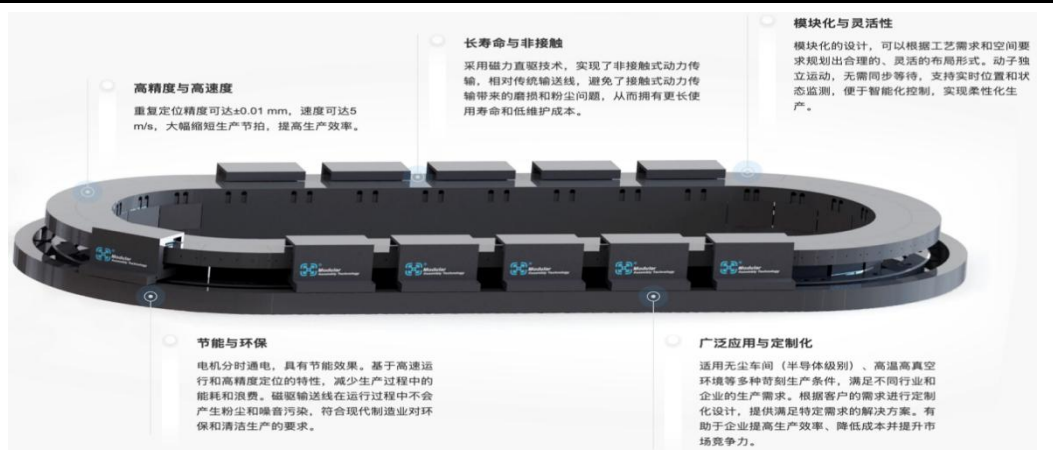 高精度与高速度
重复定位精度可达±0.01 mm，速度可达5
m/s，大幅缩短生产节拍，提高生产效率。
长寿命与非接触
采用磁力直驱技术，实现了非接触式动力传
输，相对传统输送线，避免了接触式动力传
输带来的磨损和粉尘问题，从而拥有更长使
用寿命和低维护成本。
模块化与灵活性
模块化的设计，可以根据工艺需求和空间要
求规划出合理的、灵活的布局形式。动子独
立运动，无需同步等待，支持实时位置和状
态监测，便于智能化控制，实现柔性化生
产。
Modular
Assembly Technology
Modular
Assembly Technology
Modular
Assembly Technology
Modular
Assembly Technology
Modular
Assembly Technology
Modular
Assembly Technology
节能与环保
电机分时通电，具有节能效果。基于高速运
行和高精度定位的特性，减少生产过程中的
能耗和浪费。磁驱输送线在运行过程中不会
产生粉尘和噪音污染，符合现代制造业对环
保和清洁生产的要求。
广泛应用与定制化
适用无尘车间（半导体级别）、高温高真空
环境等多种苛刻生产条件，满足不同行业和
企业的生产需求。根据客户的需求进行定制
化设计，提供满足特定需求的解决方案。有
助于企业提高生产效率、降低成本并提升市
场竞争力。